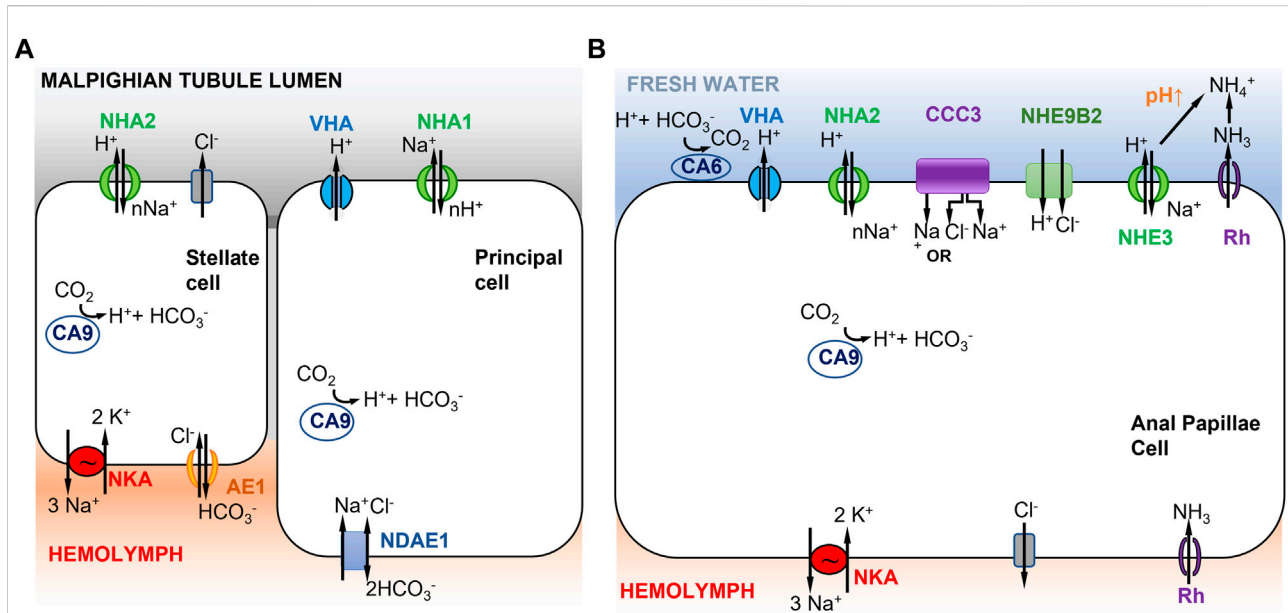 A
MALPIGHIAN TUBULE LUMEN
NHA2
H⁺
nNa⁺
Cl⁻
VHA
H⁺
NHA1
Na⁺
nH⁺
Stellate
cell
Principal
cell
CO₂
H⁺+ HCO₃⁻
CA9
CO₂
H⁺+ HCO₃⁻
CA9
2 K⁺
NKA
3 Na⁺
Cl⁻
AE1
HCO₃⁻
Na⁺Cl⁻
NDAE1
2HCO₃⁻
HEMOLYMPH
B
FRESH WATER
H⁺+ HCO₃⁻
CO₂
CA6
VHA
H⁺
NHA2
H⁺
nNa⁺
CCC3
Na
⁺
Cl⁻
Na⁺
OR
NHE9B2
H⁺
Cl⁻
pH↑
NH₄⁺
NH₃
H⁺
Na⁺
NHE3
Rh
CO₂
H⁺+ HCO₃⁻
CA9
Anal Papillae
Cell
2 K⁺
~
NKA
3 Na⁺
Cl⁻
NH₃
Rh
HEMOLYMPH